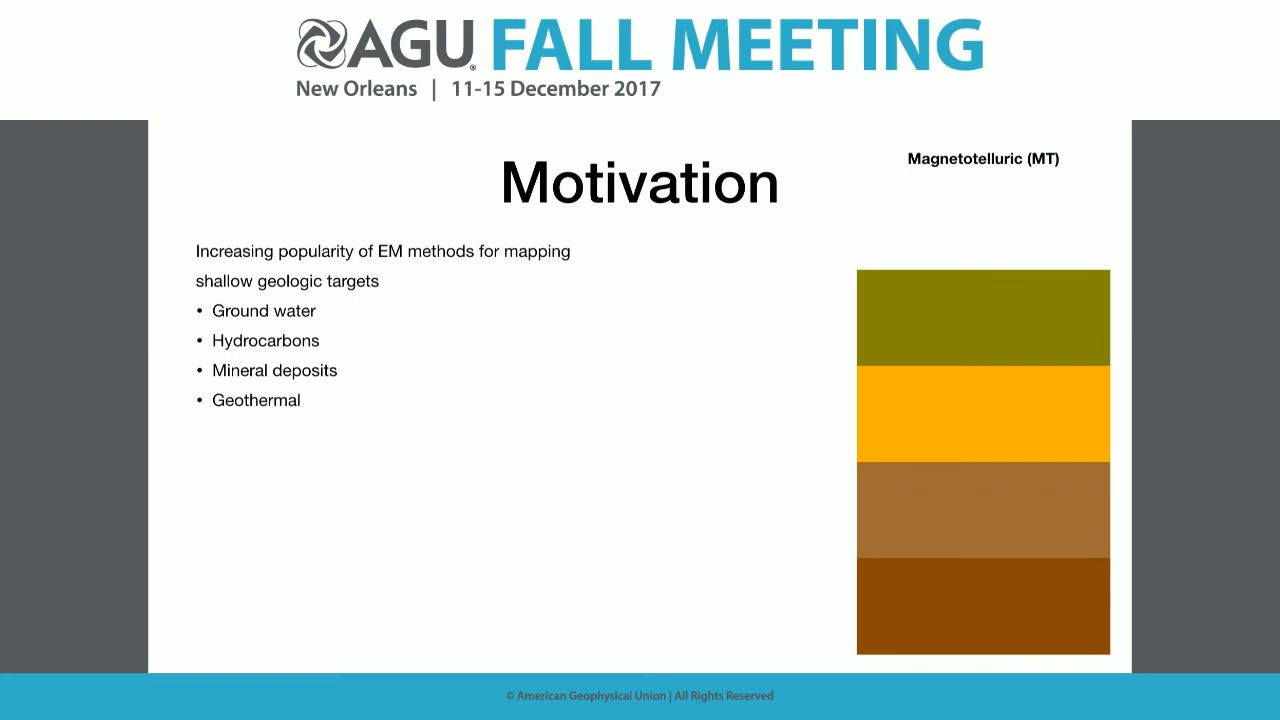 AGU FALL MEETING
New Orleans | 11-15 December 2017
Magnetotelluric (MT)
Motivation
Increasing popularity of EM methods for mapping
shallow geologic targets
• Ground water
• Hydrocarbons
• Mineral deposits
• Geothermal
© American Geophysical Union | All Rights Reserved